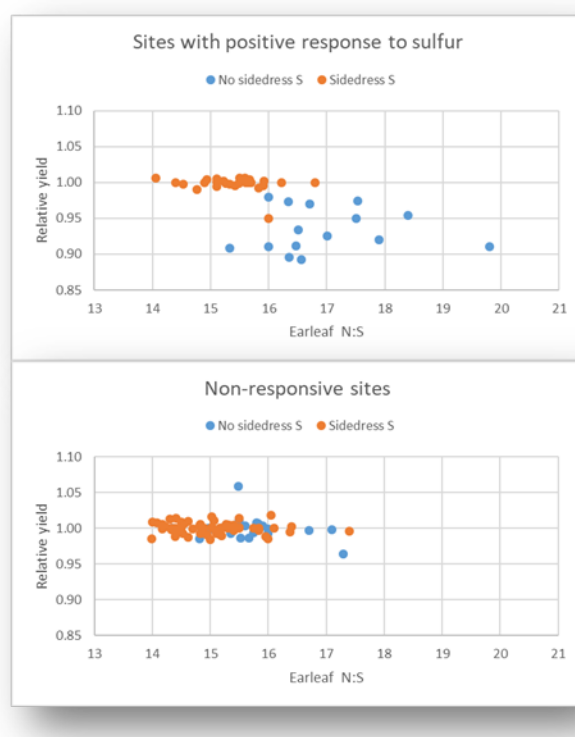 Sites with positive response to sulfur
No sidedress S Sidedress S
1.10
1.05
1.00
0.95
0.90
0.85
Relative yield
13 14 15 16 17 18 19 20 21
Earleaf N:S
Non-responsive sites
No sidedress S Sidedress S
1.10
1.05
1.00
0.95
0.90
0.85
Relative yield
13 14 15 16 17 18 19 20 21
Earleaf N:S